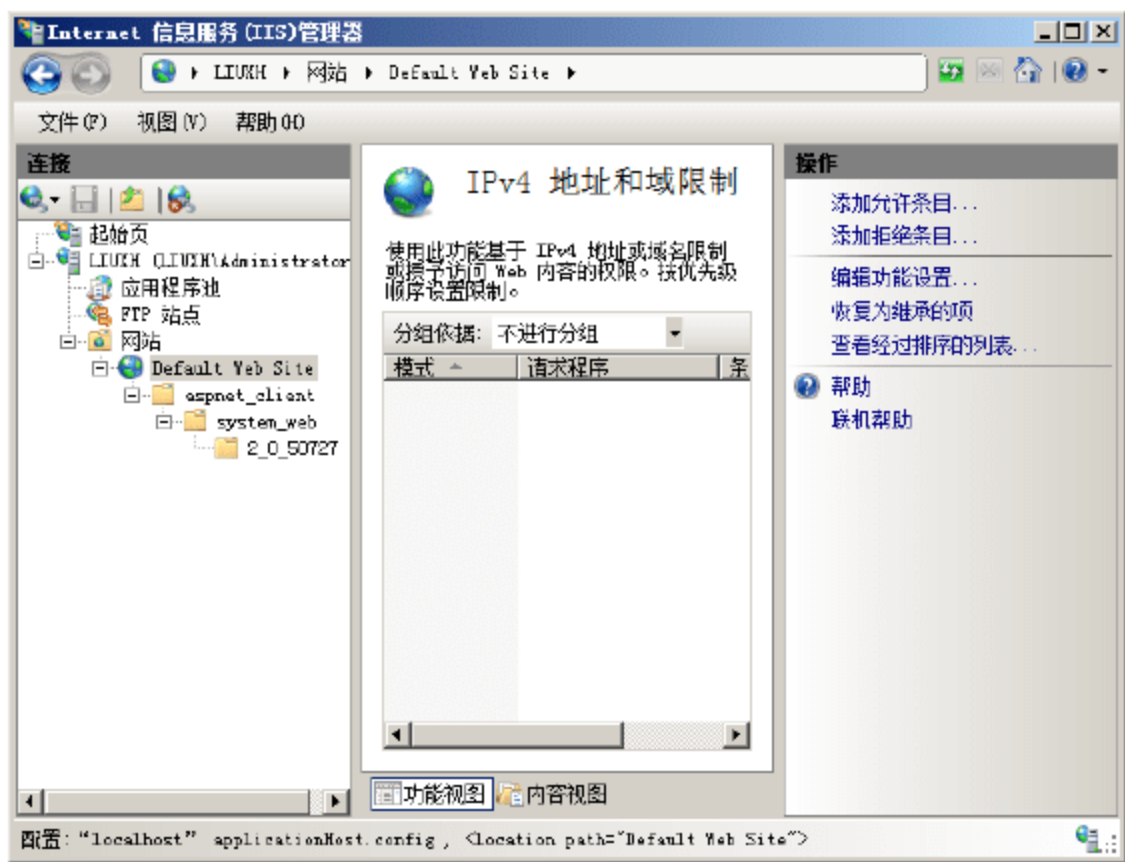 Internet 信息服务(IIS)管理器
LIUXH 网站 Default Web Site
文件(F) 视图(V) 帮助(H)
连接
起始页
LIUXH (LIUXH\Administrator
应用程序池
FTP 站点
网站
Default Web Site
aspnet_client
system_web
2_0_50727
IPv4 地址和域限制
使用此功能基于 IPv4 地址或域名限制
或授予访问 Web 内容的权限。按优先级
顺序设置限制。
分组依据: 不进行分组
模式 请求程序 条
功能视图 内容视图
操作
添加允许条目...
添加拒绝条目...
编辑功能设置...
恢复为继承的项
查看经过排序的列表...
帮助
联机帮助
配置:“localhost” applicationHost.config , <location path="Default Web Site">